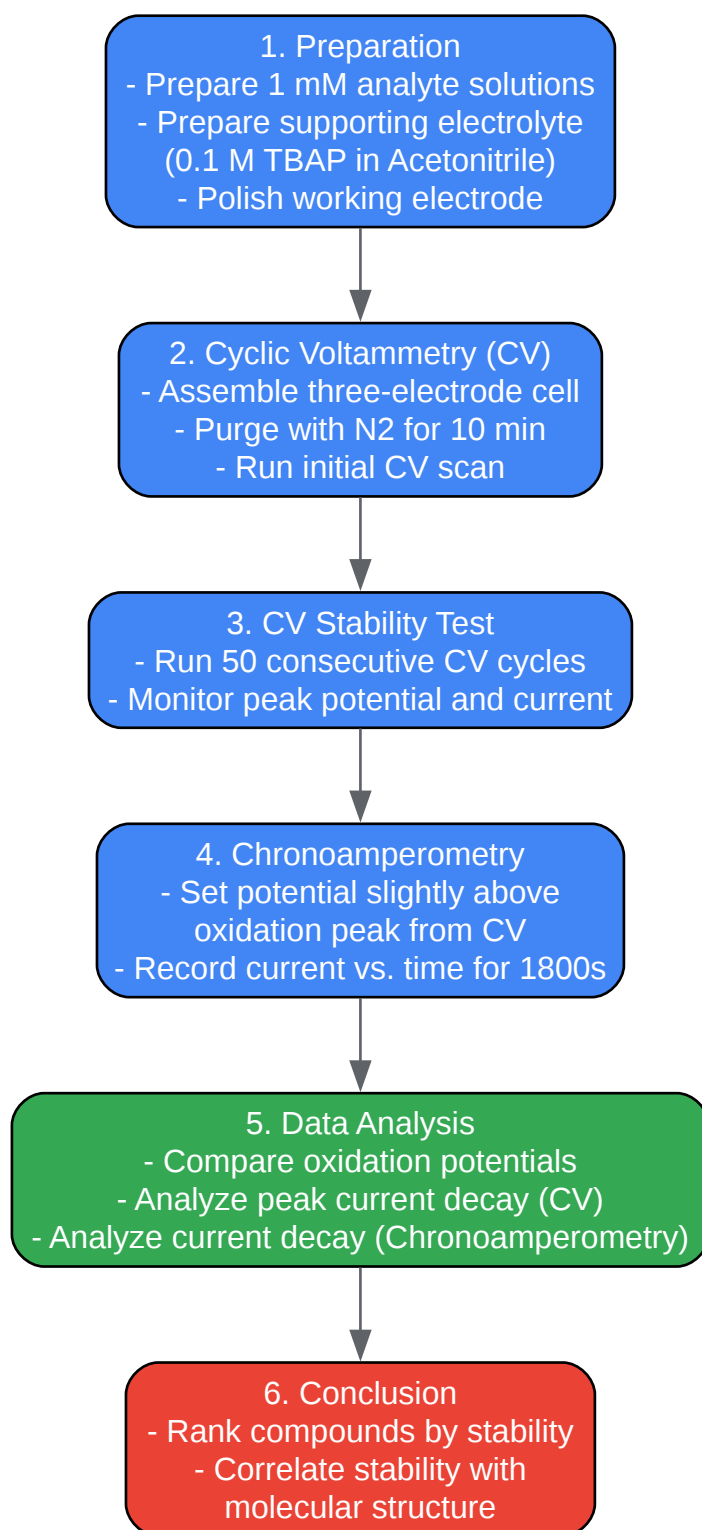 1. Preparation
- Prepare 1 mM analyte solutions
- Prepare supporting electrolyte
(0.1 M TBAP in Acetonitrile)
- Polish working electrode
2. Cyclic Voltammetry (CV)
- Assemble three-electrode cell
- Purge with N2 for 10 min
- Run initial CV scan
3. CV Stability Test
- Run 50 consecutive CV cycles
- Monitor peak potential and current
4. Chronoamperometry
- Set potential slightly above
oxidation peak from CV
- Record current vs. time for 1800s
5. Data Analysis
- Compare oxidation potentials
- Analyze peak current decay (CV)
- Analyze current decay (Chronoamperometry)
6. Conclusion
- Rank compounds by stability
- Correlate stability with
molecular structure